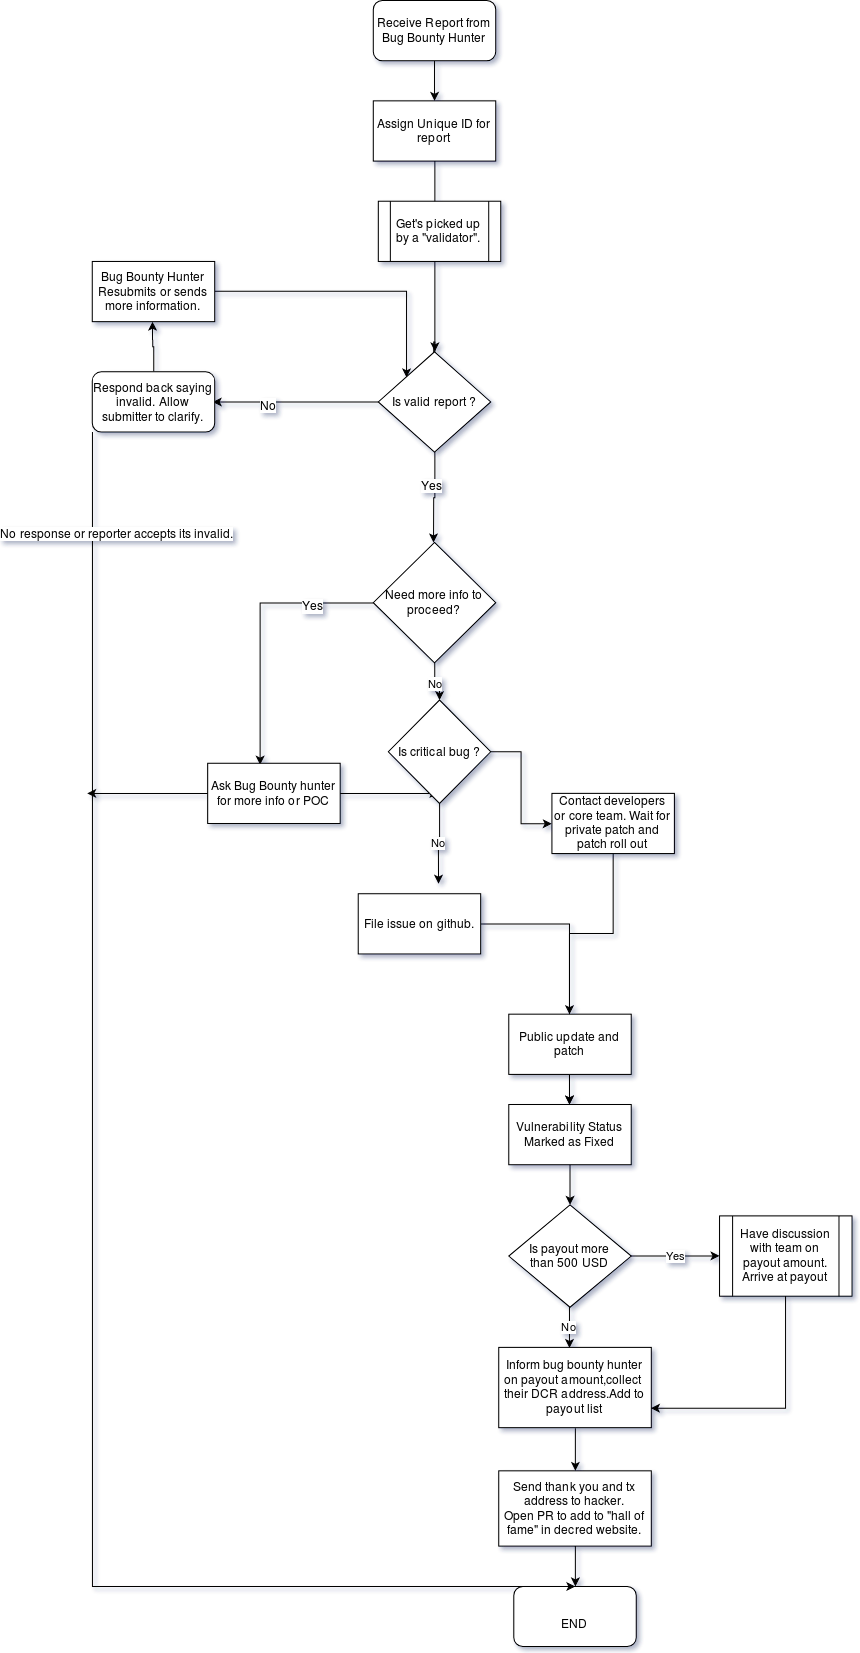 Receive Report from
Bug Bounty Hunter
Assign Unique ID for
report
Get's picked up
by a "validator".
Bug Bounty Hunter
Resubmits or sends
more information.
Respond back saying
invalid. Allow
submitter to clarify.
No
Is valid report ?
Yes
No response or reporter accepts its invalid.
Need more info to
proceed?
Yes
No
Is critical bug ?
Ask Bug Bounty hunter
for more info or POC
Contact developers
or core team. Wait for
private patch and
patch roll out
No
File issue on github.
Public update and
patch
Vulnerability Status
Marked as Fixed
Is payout more
than 500 USD
Yes
Have discussion
with team on
payout amount.
Arrive at payout
No
Inform bug bounty hunter
on payout amount,collect
their DCR address.Add to
payout list
Send thank you and tx
address to hacker.
Open PR to add to "hall of
fame" in decred website.
END